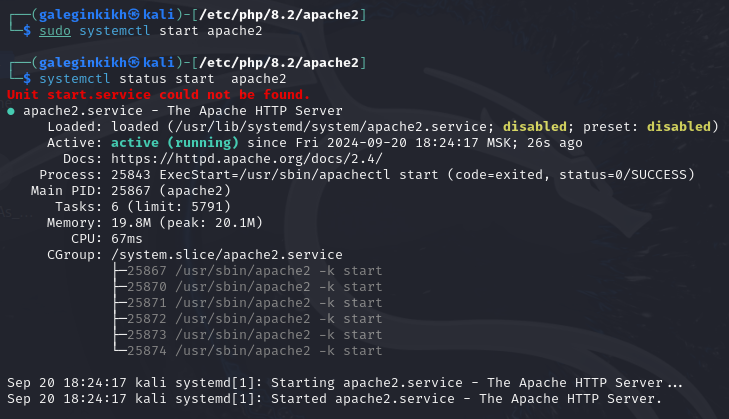 ┌──(galeginkikh㉿kali)-[/etc/php/8.2/apache2]
└─$ sudo systemctl start apache2
┌──(galeginkikh㉿kali)-[/etc/php/8.2/apache2]
└─$ systemctl status start  apache2
Unit start.service could not be found.
● apache2.service - The Apache HTTP Server
     Loaded: loaded (/usr/lib/systemd/system/apache2.service; disabled; preset: disabled)
     Active: active (running) since Fri 2024-09-20 18:24:17 MSK; 26s ago
       Docs: https://httpd.apache.org/docs/2.4/
    Process: 25843 ExecStart=/usr/sbin/apachectl start (code=exited, status=0/SUCCESS)
   Main PID: 25867 (apache2)
      Tasks: 6 (limit: 5791)
     Memory: 19.8M (peak: 20.1M)
        CPU: 67ms
     CGroup: /system.slice/apache2.service
             ├─25867 /usr/sbin/apache2 -k start
             ├─25870 /usr/sbin/apache2 -k start
             ├─25871 /usr/sbin/apache2 -k start
             ├─25872 /usr/sbin/apache2 -k start
             ├─25873 /usr/sbin/apache2 -k start
             └─25874 /usr/sbin/apache2 -k start
Sep 20 18:24:17 kali systemd[1]: Starting apache2.service - The Apache HTTP Server...
Sep 20 18:24:17 kali systemd[1]: Started apache2.service - The Apache HTTP Server.